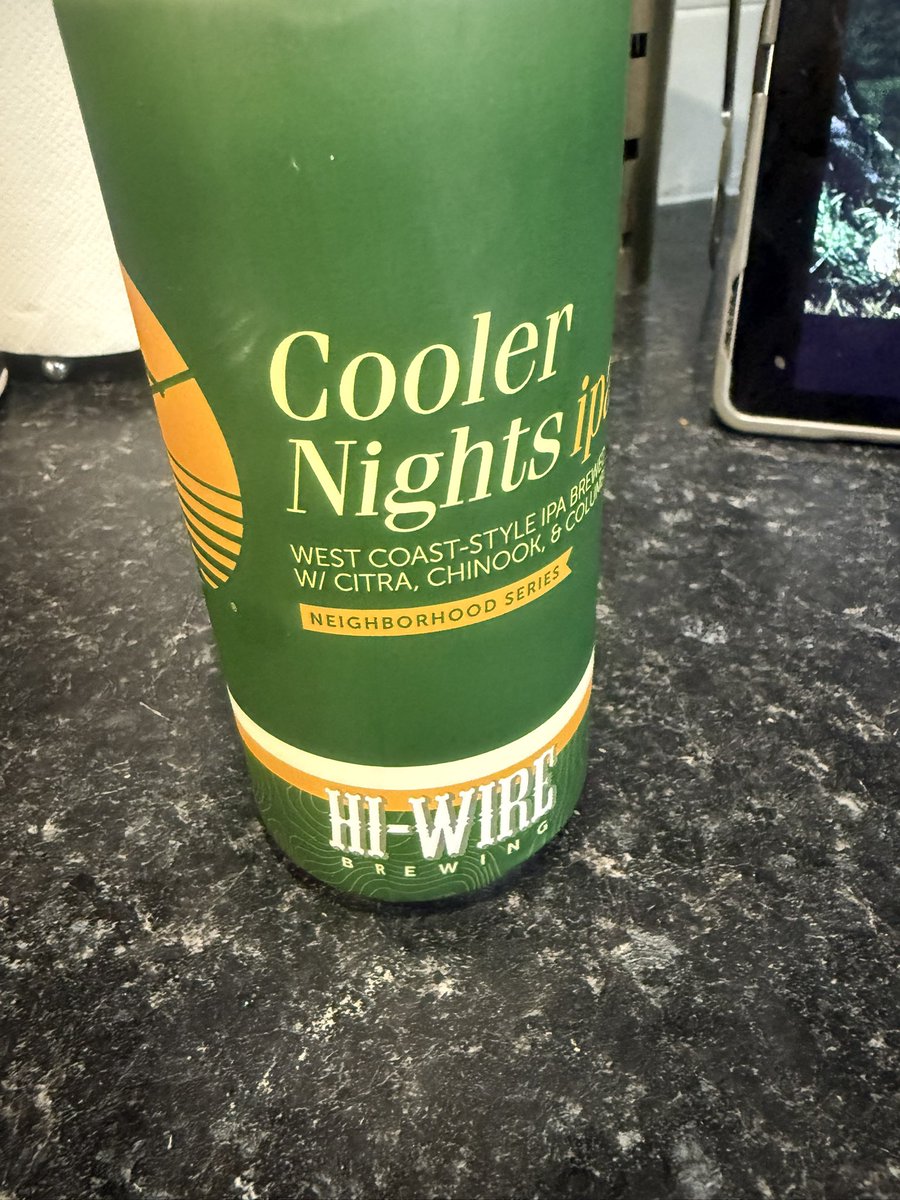 Cooler
Nights
WEST COAST-STYLE IPA
W/ CITRA, CHINOOK, &
NEIGHBORHOOD SERIES
®
HI-WIRE
BREWING